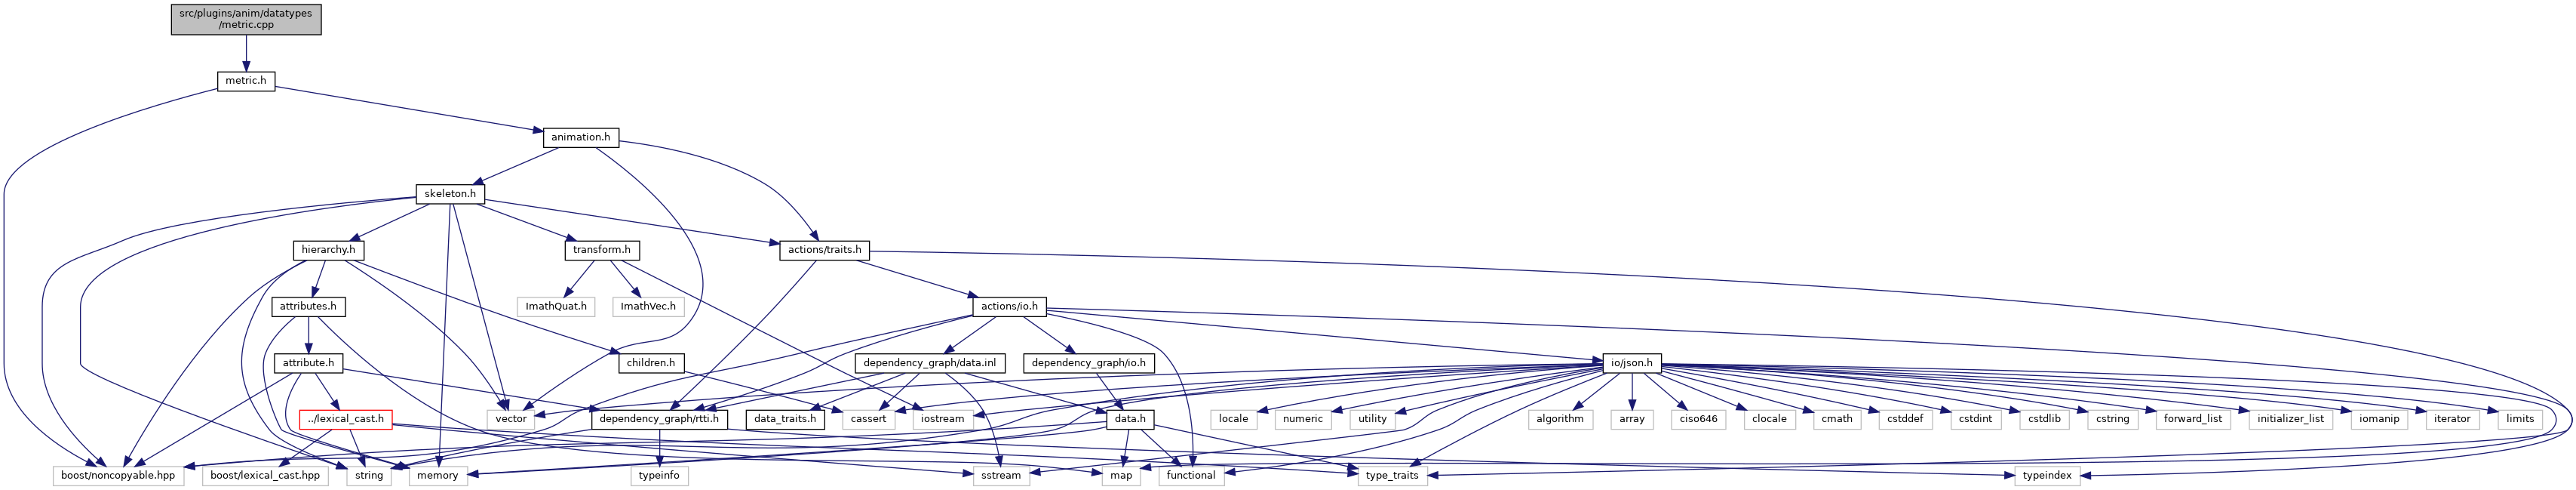 src/plugins/anim/datatypes
/metric.cpp
metric.h
animation.h
skeleton.h
hierarchy.h
transform.h
actions/traits.h
attributes.h
ImathQuat.h
ImathVec.h
actions/io.h
attribute.h
children.h
dependency_graph/data.inl
dependency_graph/io.h
io/json.h
../lexical_cast.h
vector
dependency_graph/rtti.h
data_traits.h
cassert
iostream
data.h
locale
numeric
utility
algorithm
array
ciso646
clocale
cmath
cstddef
cstdint
cstdlib
cstring
forward_list
initializer_list
iomanip
iterator
limits
boost/noncopyable.hpp
boost/lexical_cast.hpp
string
memory
typeinfo
sstream
map
functional
type_traits
typeindex